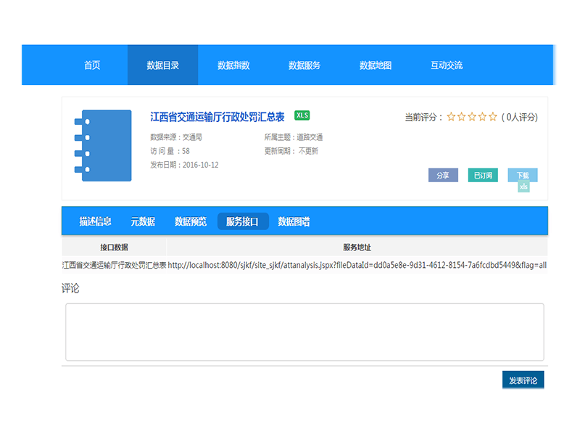 首页 数据目录 数据指数 数据服务 数据地图 互动交流
江西省交通运输厅行政处罚汇总表 XLS 当前评分： ( 0人评分)
数据来源：交通局 所属主题：道路交通
访 问 量 ：58 更新周期： 不更新
发布日期：2016-10-12
分享 已订阅 下载
xls
描述信息 元数据 数据预览 服务接口 数据图谱
接口数据 服务地址
江西省交通运输厅行政处罚汇总表 http://localhost:8080/sjkf/site_sjkf/attanalysis.jspx?fileDataId=dd0a5e8e-9d31-4612-8154-7a6fcdbd5449&flag=all
评论
发表评论